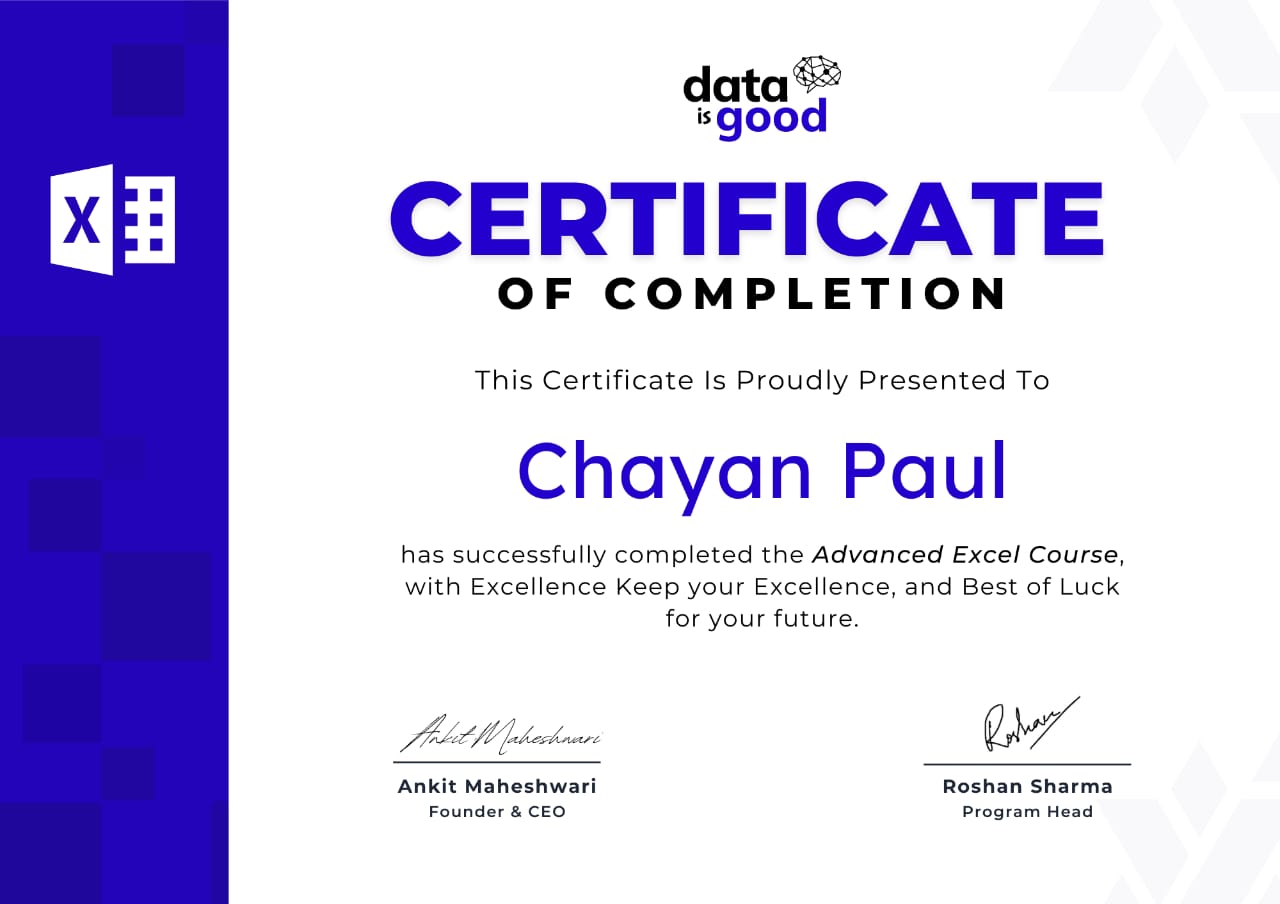 data
is good
X
CERTIFICATE
OF COMPLETION
This Certificate Is Proudly Presented To
Chayan Paul
has successfully completed the Advanced Excel Course,
with Excellence Keep your Excellence, and Best of Luck
for your future.
Ankit Maheshwari
Roshan
Ankit Maheshwari
Roshan Sharma
Founder & CEO
Program Head